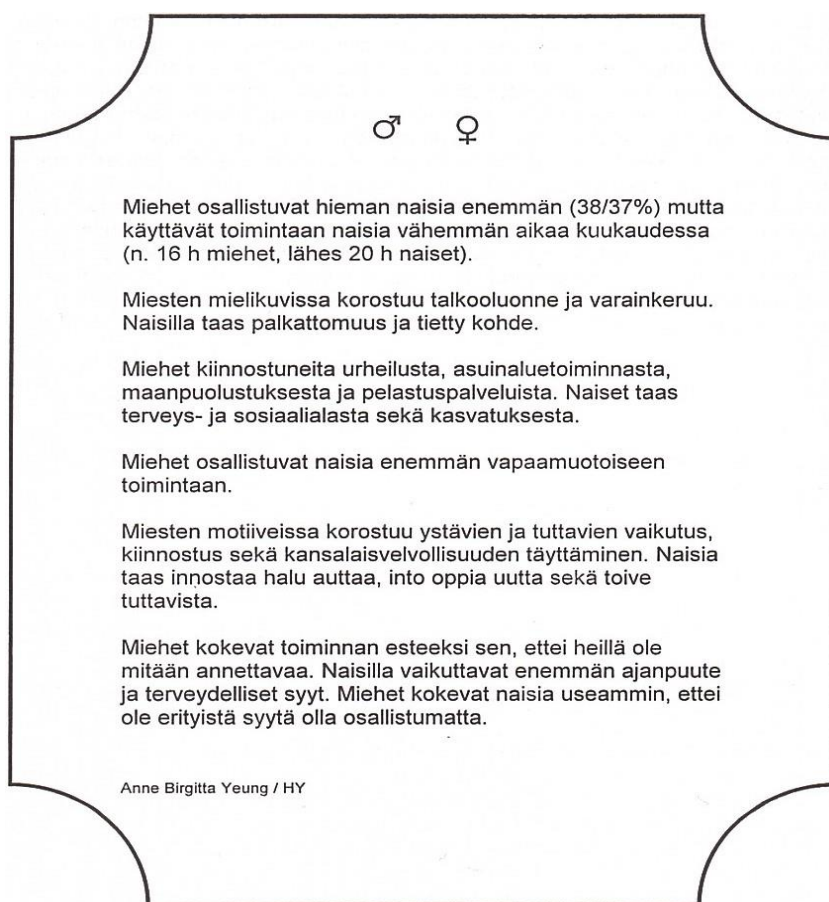 ♂ ♀
Miehet osallistuvat hieman naisia enemmän (38/37%) mutta
käyttävät toimintaan naisia vähemmän aikaa kuukaudessa
(n. 16 h miehet, lähes 20 h naiset).
Miesten mielikuvissa korostuu talkooluonne ja varainkeruu.
Naisilla taas palkattomuus ja tietty kohde.
Miehet kiinnostuneita urheilusta, asuinaluetoiminnasta,
maanpuolustuksesta ja pelastuspalveluista. Naiset taas
terveys- ja sosiaalialasta sekä kasvatuksesta.
Miehet osallistuvat naisia enemmän vapaamuotoiseen
toimintaan.
Miesten motiiveissa korostuu ystävien ja tuttavien vaikutus,
kiinnostus sekä kansalaisvelvollisuuden täyttäminen. Naisia
taas innostaa halu auttaa, into oppia uutta sekä toive
tuttavista.
Miehet kokevat toiminnan esteeksi sen, ettei heillä ole
mitään annettavaa. Naisilla vaikuttavat enemmän ajanpuute
ja terveydelliset syyt. Miehet kokevat naisia useammin, ettei
ole erityistä syytä olla osallistumatta.
Anne Birgitta Yeung / HY